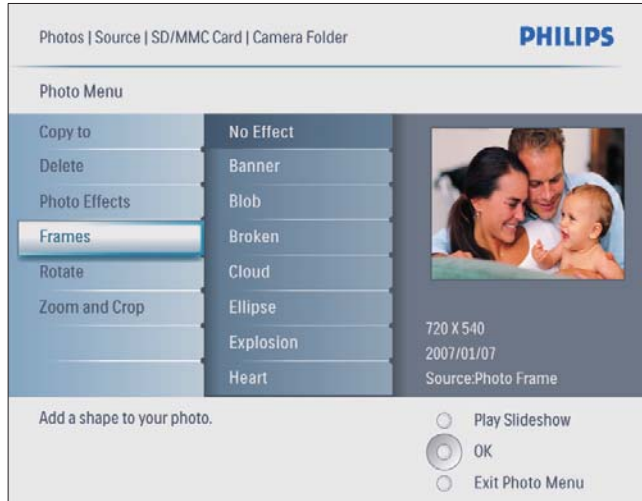 Photos | Source | SD/MMC Card | Camera Folder
PHILIPS
Photo Menu
Copy to
Delete
Photo Effects
Frames
Rotate
Zoom and Crop
No Effect
Banner
Blob
Broken
Cloud
Ellipse
Explosion
Heart
720 X 540
2007/01/07
Source:Photo Frame
Add a shape to your photo.
Play Slideshow
OK
Exit Photo Menu